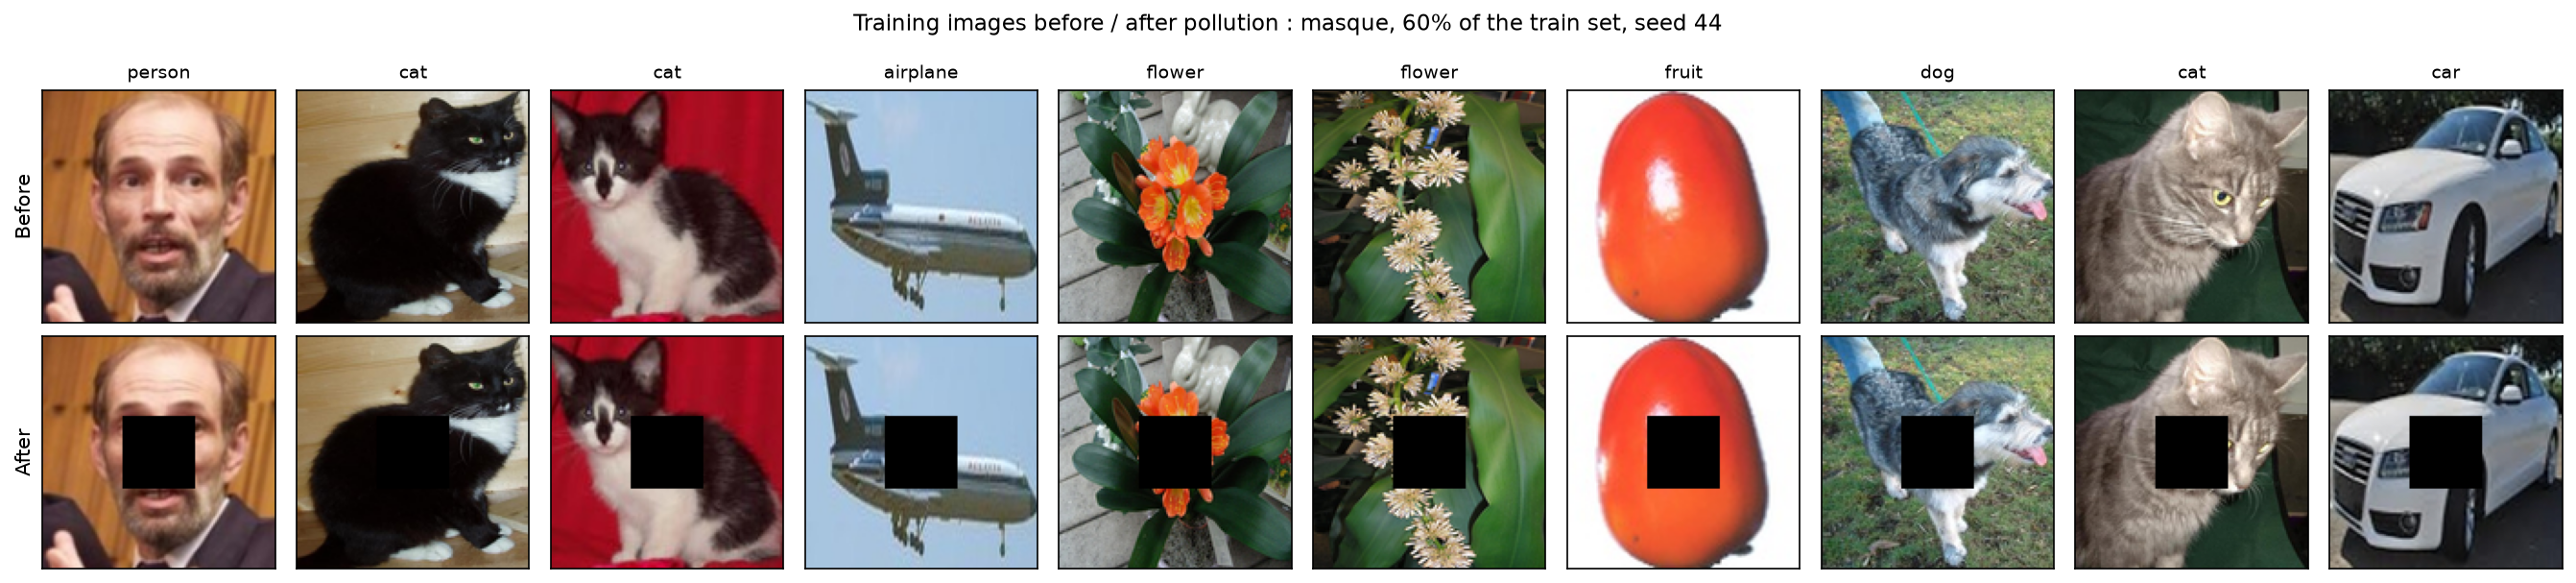 Training images before / after pollution : masque, 60% of the train set, seed 44
person cat cat airplane flower flower fruit dog cat car
Before
After